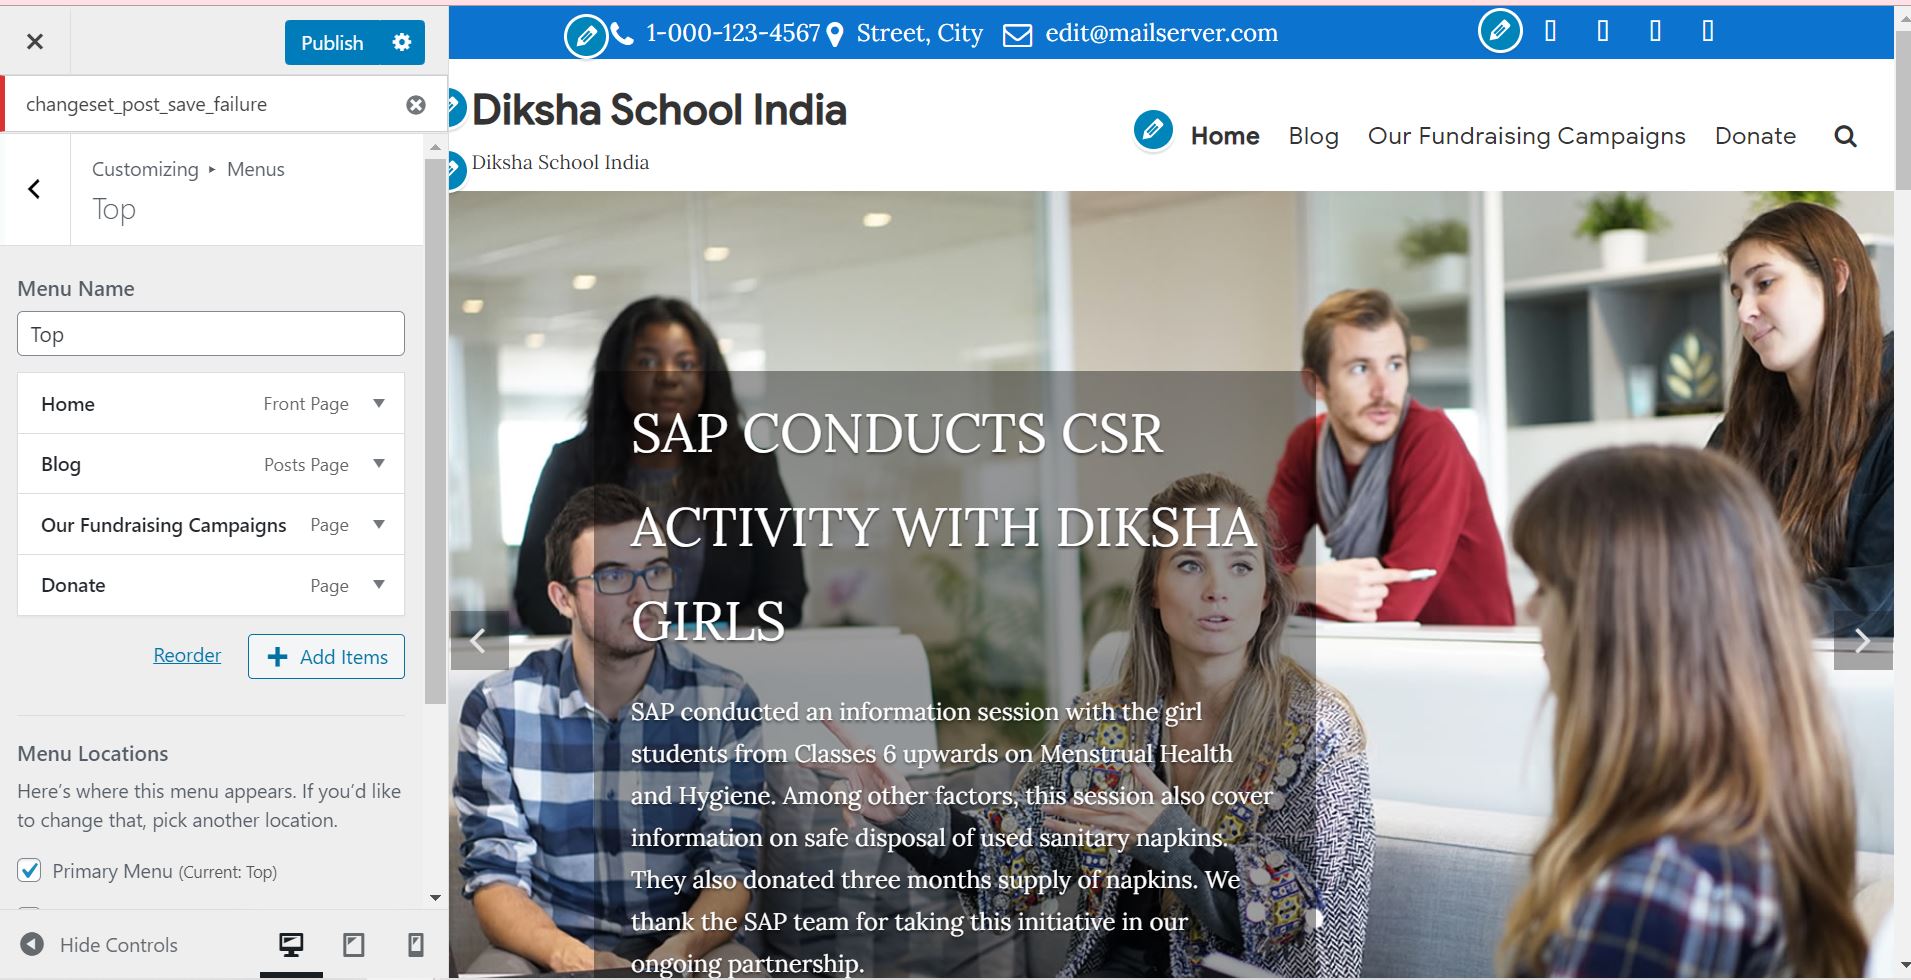 Publish
changeset_post_save_failure
Customizing ▸ Menus
Top
Menu Name
Top
Home Front Page
Blog Posts Page
Our Fundraising Campaigns Page
Donate Page
Reorder
Add Items
Menu Locations
Here’s where this menu appears. If you’d like
to change that, pick another location.
Primary Menu (Current: Top)
Hide Controls
1-000-123-4567 Street, City edit@mailserver.com
Diksha School India
Diksha School India
Home Blog Our Fundraising Campaigns Donate
SAP CONDUCTS CSR
ACTIVITY WITH DIKSHA
GIRLS
SAP conducted an information session with the girl
students from Classes 6 upwards on Menstrual Health
and Hygiene. Among other factors, this session also cover
information on safe disposal of used sanitary napkins.
They also donated three months supply of napkins. We
thank the SAP team for taking this initiative in our
ongoing partnership.